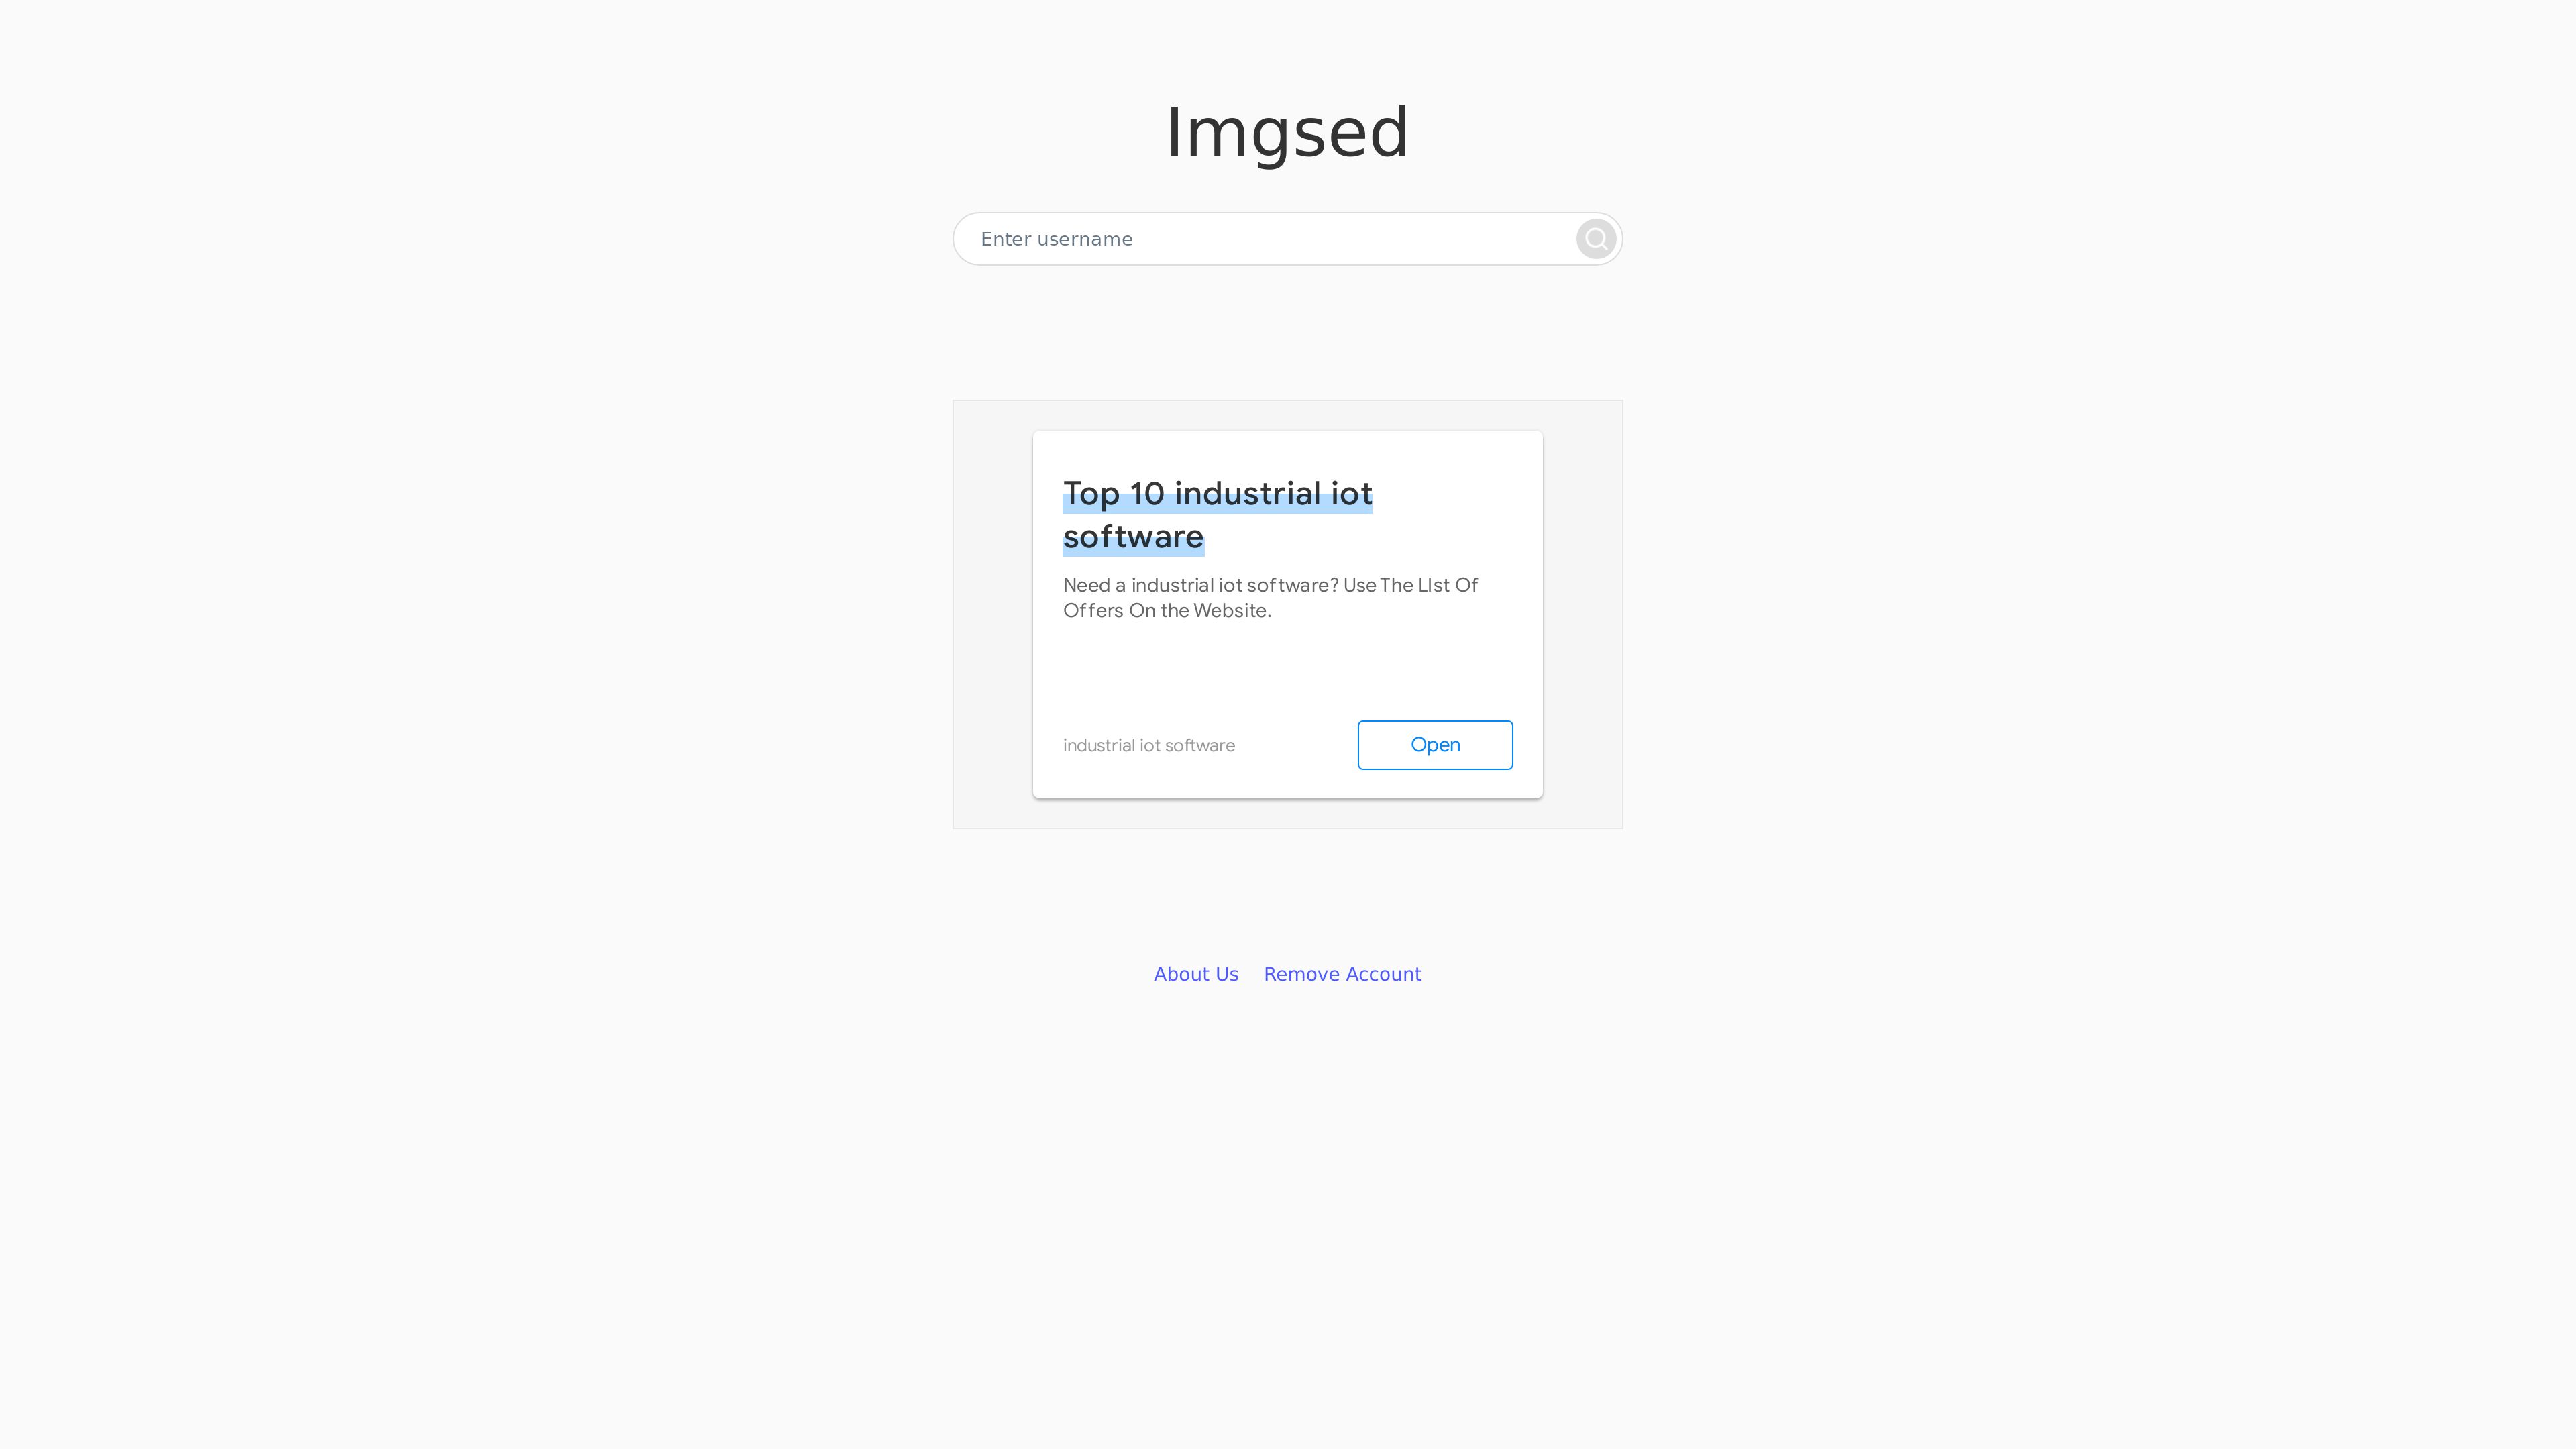 Imgsed
Enter username
Top 10 industrial iot
software
Need a industrial iot software? Use The LIst Of
Offers On the Website.
industrial iot software
Open
About Us
Remove Account